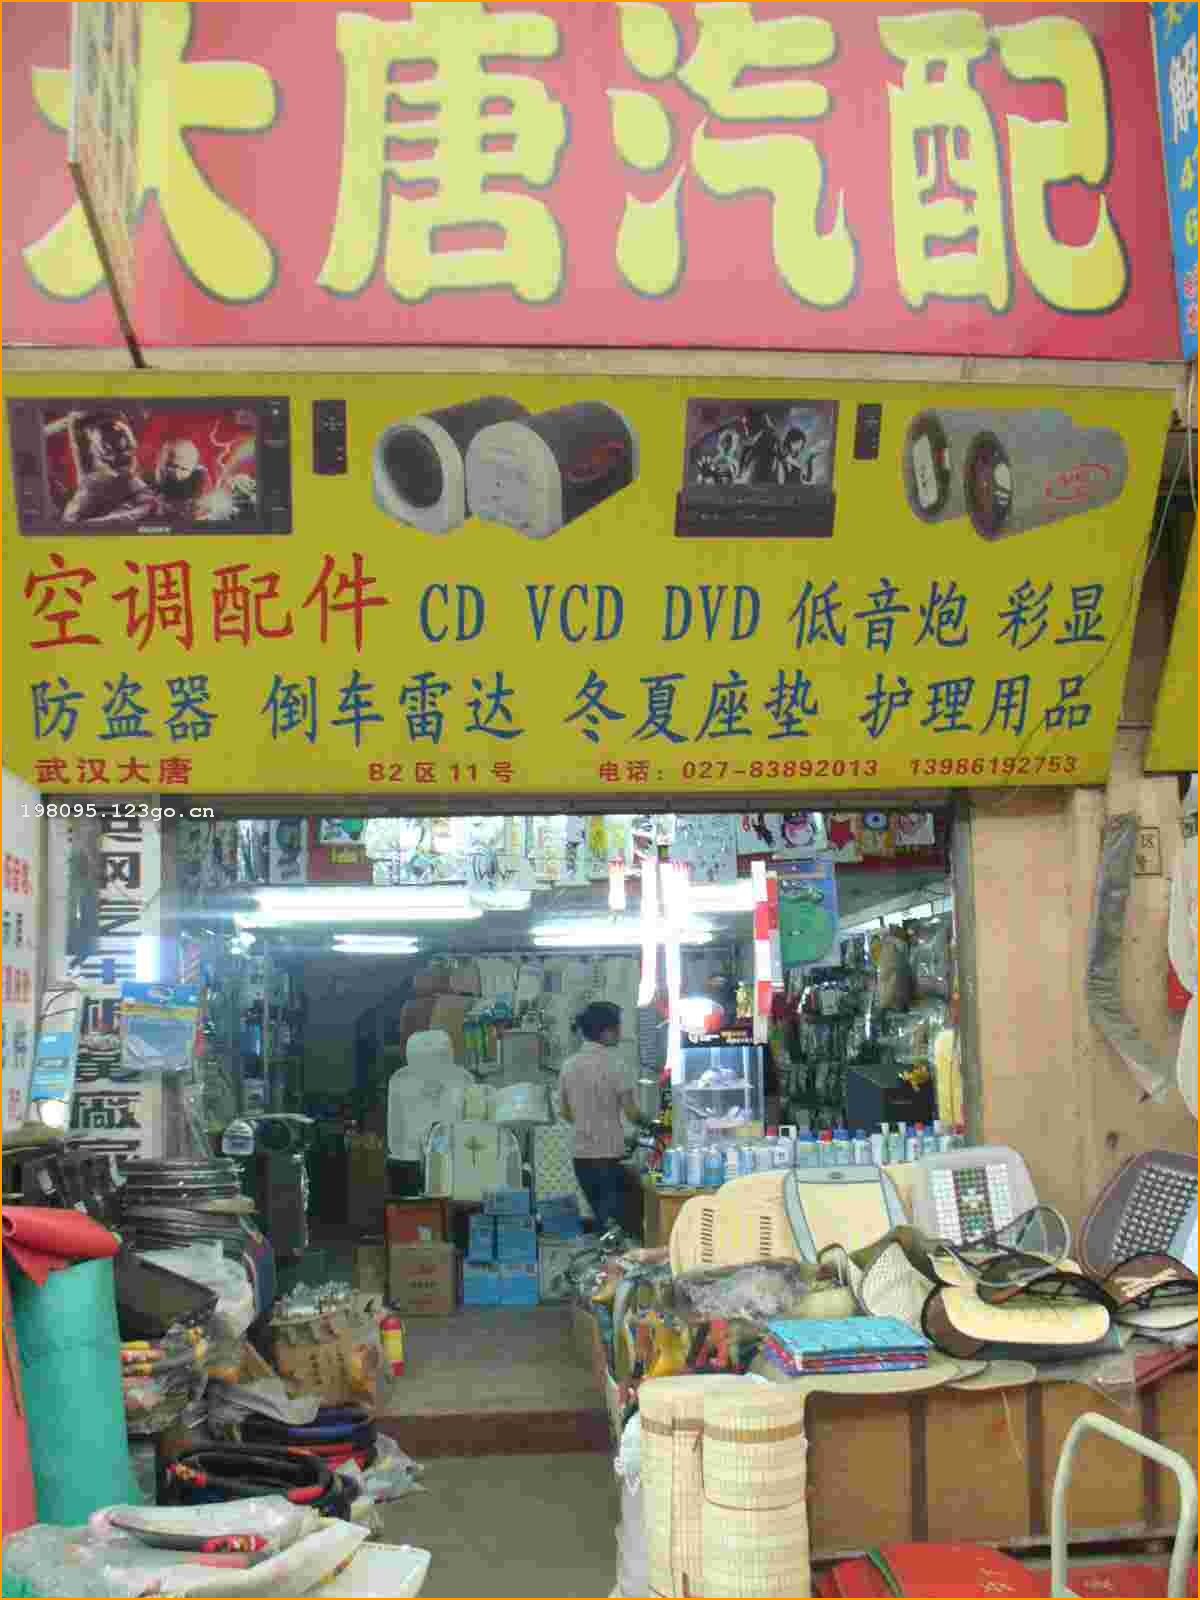 大唐汽配
空调配件 CD VCD DVD 低音炮 彩显
防盗器 倒车雷达 冬夏座垫 护理用品
武汉大唐 B2区11号 电话：027-83892013 13986192753
198095.123go.cn